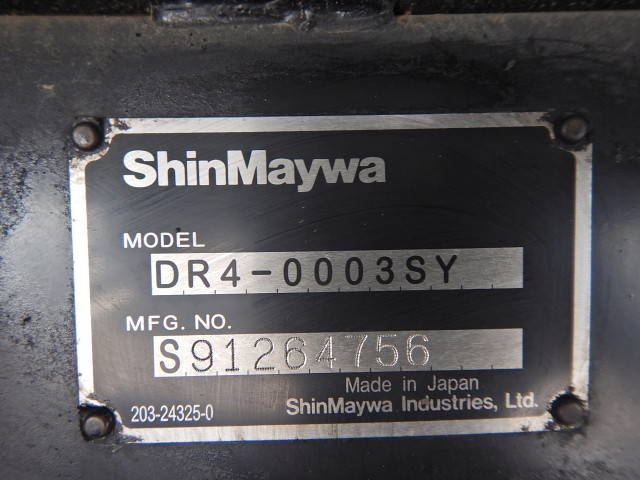 ShinMaywa
MODEL
DR4-0003SY
MFG. NO.
S91264756
Made in Japan
203-24325-0
ShinMaywa Industries, Ltd.